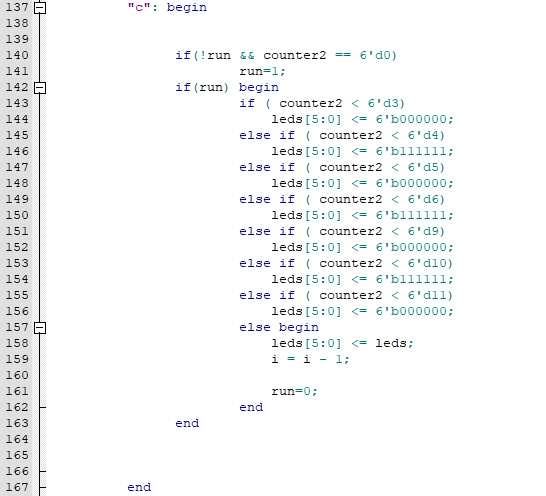 137 "c": begin
138
139
140 if(!run && counter2 == 6'd0)
141 run=1;
142 if(run) begin
143 if ( counter2 < 6'd3)
144 leds[5:0] <= 6'b000000;
145 else if ( counter2 < 6'd4)
146 leds[5:0] <= 6'b111111;
147 else if ( counter2 < 6'd5)
148 leds[5:0] <= 6'b000000;
149 else if ( counter2 < 6'd6)
150 leds[5:0] <= 6'b111111;
151 else if ( counter2 < 6'd9)
152 leds[5:0] <= 6'b000000;
153 else if ( counter2 < 6'd10)
154 leds[5:0] <= 6'b111111;
155 else if ( counter2 < 6'd11)
156 leds[5:0] <= 6'b000000;
157 else begin
158 leds[5:0] <= leds;
159 i = i - 1;
160
161 run=0;
162 end
163 end
164
165
166
167 end